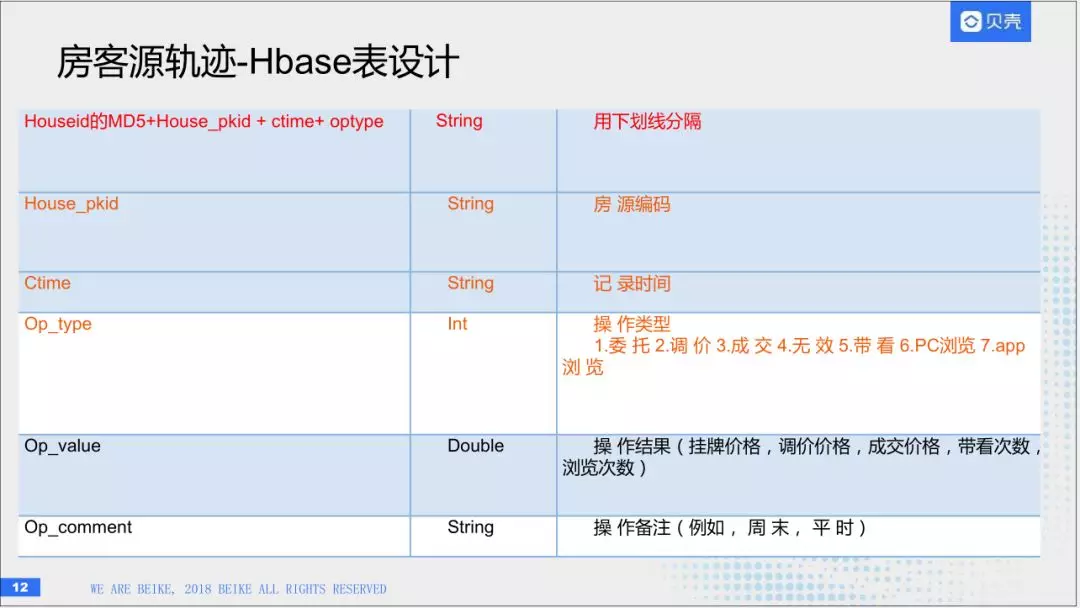 贝壳
房客源轨迹-Hbase表设计
Houseid的MD5+House_pkid + ctime+ optype String 用下划线分隔
House_pkid String 房 源编码
Ctime String 记 录时间
Op_type Int 操 作类型
1.委 托 2.调 价 3.成 交 4.无 效 5.带 看 6.PC浏览 7.app
浏 览
Op_value Double 操 作结果（挂牌价格，调价价格，成交价格，带看次数，
浏览次数）
Op_comment String 操 作备注（例如， 周 末， 平 时）
12 WE ARE BEIKE, 2018 BEIKE ALL RIGHTS RESERVED